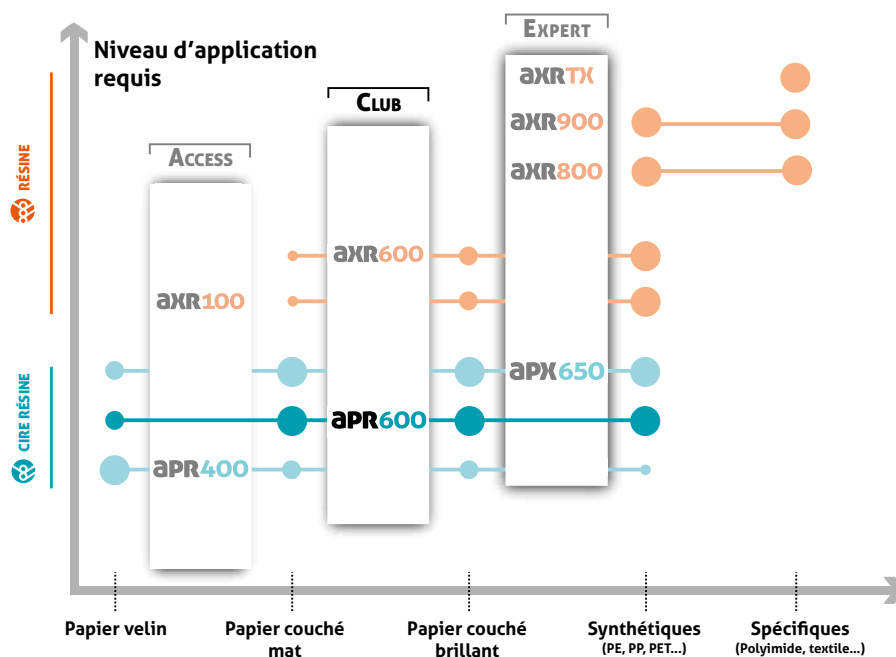 EXPERT
Niveau d’application
requis
aXRTX
CLUB
aXR900
ACCESS
aXR800
RÉSINE
aXR600
aXR100
aPX650
CIRE RÉSINE
aPR600
aPR400
Papier velin
Papier couché
mat
Papier couché
brillant
Synthétiques
(PE, PP, PET...)
Spécifiques
(Polyimide, textile...)